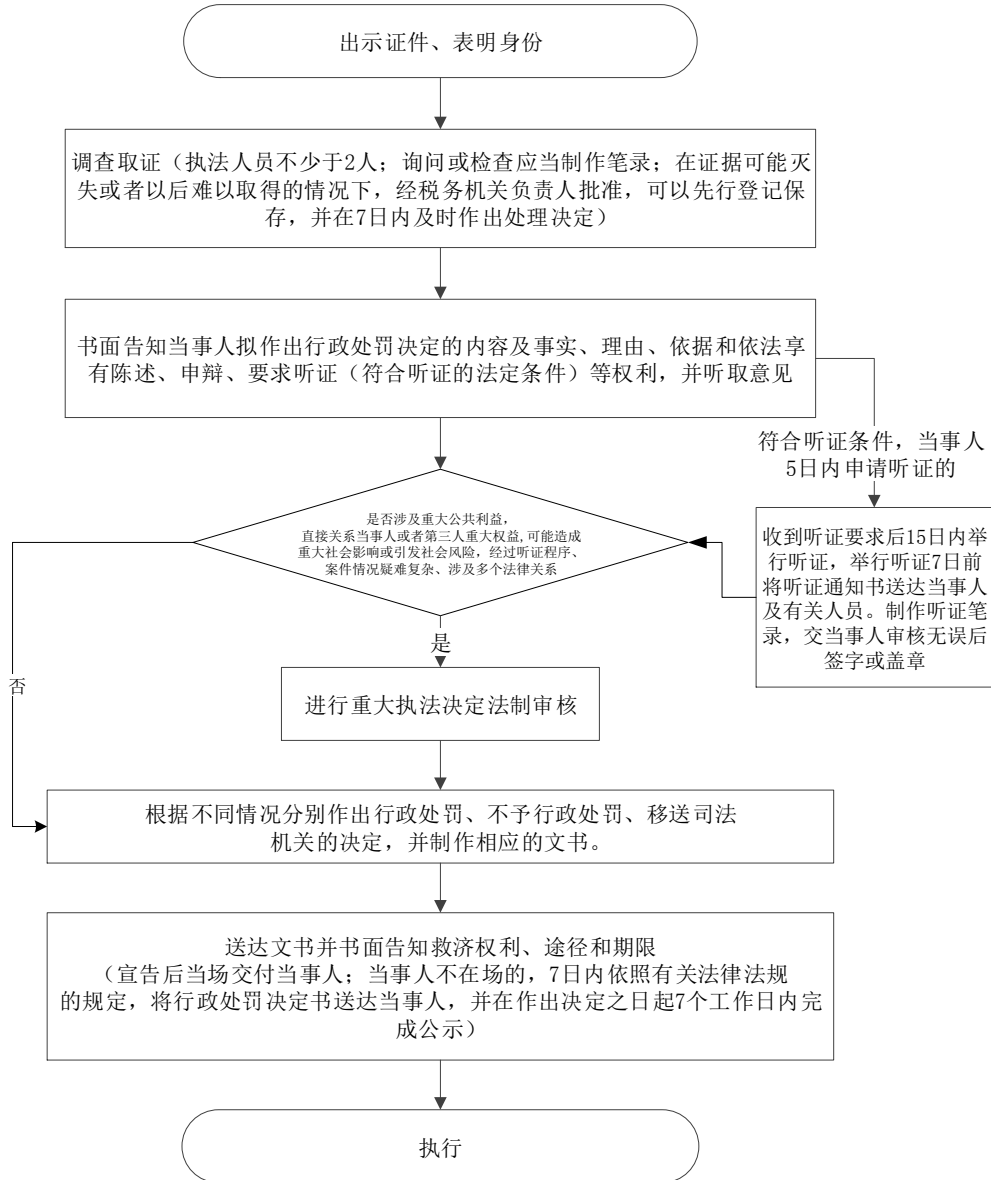 出示证件、表明身份
调查取证（执法人员不少于2人；询问或检查应当制作笔录；在证据可能灭
失或者以后难以取得的情况下，经税务机关负责人批准，可以先行登记保
存，并在7日内及时作出处理决定）
书面告知当事人拟作出行政处罚决定的内容及事实、理由、依据和依法享
有陈述、申辩、要求听证（符合听证的法定条件）等权利，并听取意见
符合听证条件，当事人
5日内申请听证的
收到听证要求后15日内举
行听证，举行听证7日前
将听证通知书送达当事人
及有关人员。制作听证笔
录，交当事人审核无误后
签字或盖章
是否涉及重大公共利益，
直接关系当事人或者第三人重大权益,可能造成
重大社会影响或引发社会风险，经过听证程序、
案件情况疑难复杂、涉及多个法律关系
是
否
进行重大执法决定法制审核
根据不同情况分别作出行政处罚、不予行政处罚、移送司法
机关的决定，并制作相应的文书。
送达文书并书面告知救济权利、途径和期限
（宣告后当场交付当事人；当事人不在场的，7日内依照有关法律法规
的规定，将行政处罚决定书送达当事人，并在作出决定之日起7个工作日内完
成公示）
执行